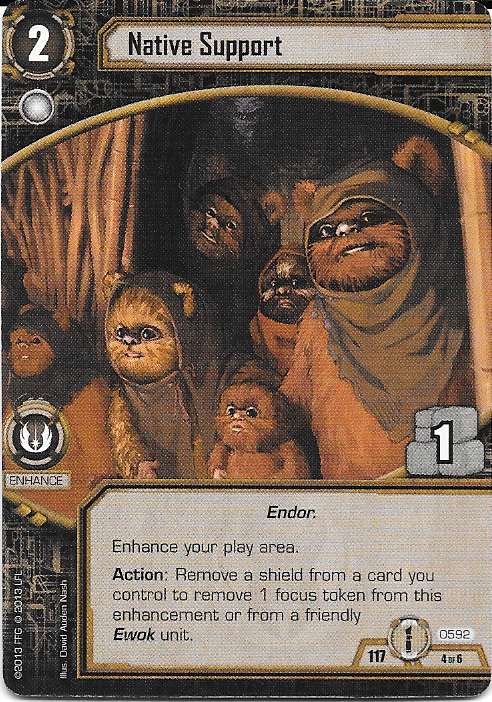 2
Native Support
1
ENHANCE
Endor.
Enhance your play area.
Action: Remove a shield from a card you
control to remove 1 focus token from this
enhancement or from a friendly
Ewok unit.
©2013 FFG © 2013 LFL
Illus. David Auden Nash
117
0592
4 OF 6